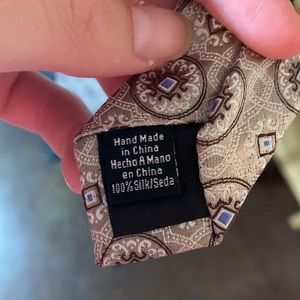 Hand Made
in China
Hecho A Mano
en China
100% Silk/Seda